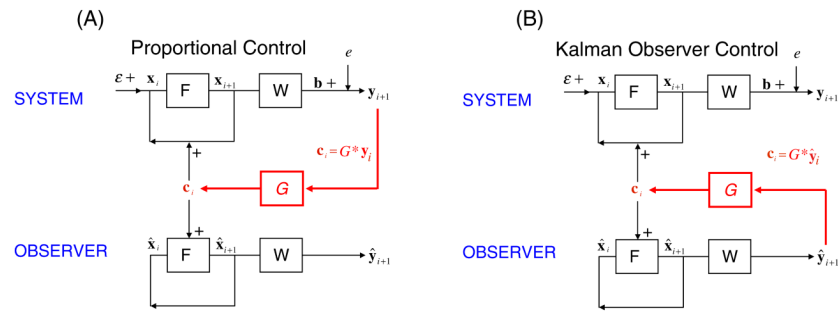 (A)
Proportional Control
SYSTEM
ε +
x_i
F
x_{i+1}
W
b +
e
y_{i+1}
+
c_i = G* y_i
c_i
G
+
OBSERVER
x̂_i
F
x̂_{i+1}
W
ŷ_{i+1}
(B)
Kalman Observer Control
SYSTEM
ε +
x_i
F
x_{i+1}
W
b +
e
y_{i+1}
+
c_i = G* ŷ_i
c_i
G
+
OBSERVER
x̂_i
F
x̂_{i+1}
W
ŷ_{i+1}